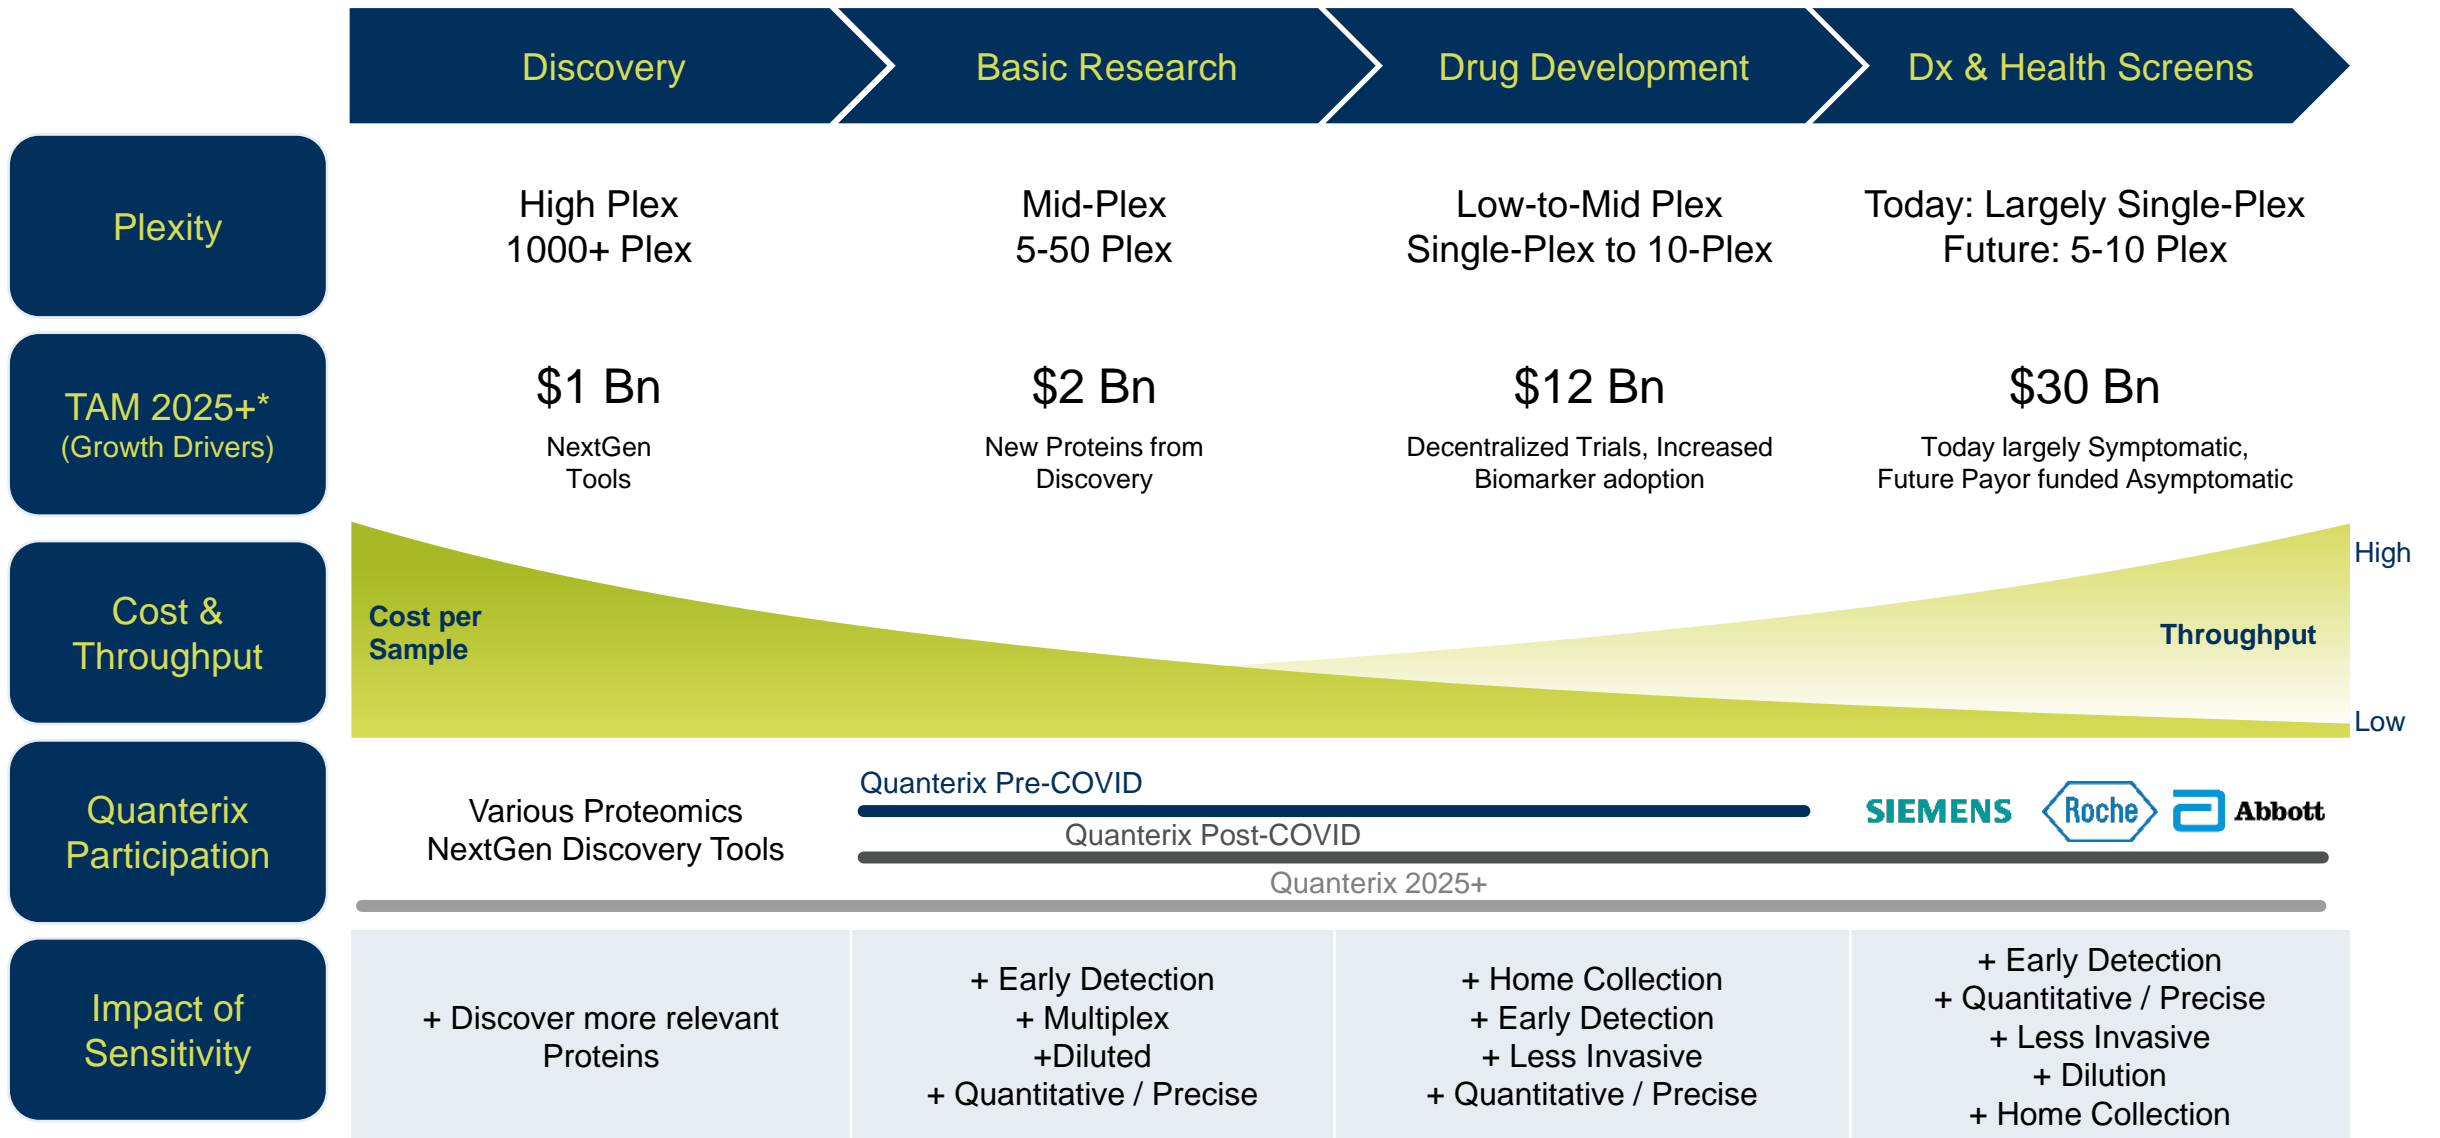 Discovery
Basic Research
Drug Development
Dx & Health Screens
Plexity
High Plex
1000+ Plex
Mid-Plex
5-50 Plex
Low-to-Mid Plex
Single-Plex to 10-Plex
Today: Largely Single-Plex
Future: 5-10 Plex
TAM 2025+*
(Growth Drivers)
$1 Bn
NextGen
Tools
$2 Bn
New Proteins from
Discovery
$12 Bn
Decentralized Trials, Increased
Biomarker adoption
$30 Bn
Today largely Symptomatic,
Future Payor funded Asymptomatic
Cost &
Throughput
Cost per
Sample
Throughput
High
Low
Quanterix
Participation
Various Proteomics
NextGen Discovery Tools
Quanterix Pre-COVID
Quanterix Post-COVID
Quanterix 2025+
SIEMENS
Roche
Abbott
Impact of
Sensitivity
+ Discover more relevant
Proteins
+ Early Detection
+ Multiplex
+Diluted
+ Quantitative / Precise
+ Home Collection
+ Early Detection
+ Less Invasive
+ Quantitative / Precise
+ Early Detection
+ Quantitative / Precise
+ Less Invasive
+ Dilution
+ Home Collection